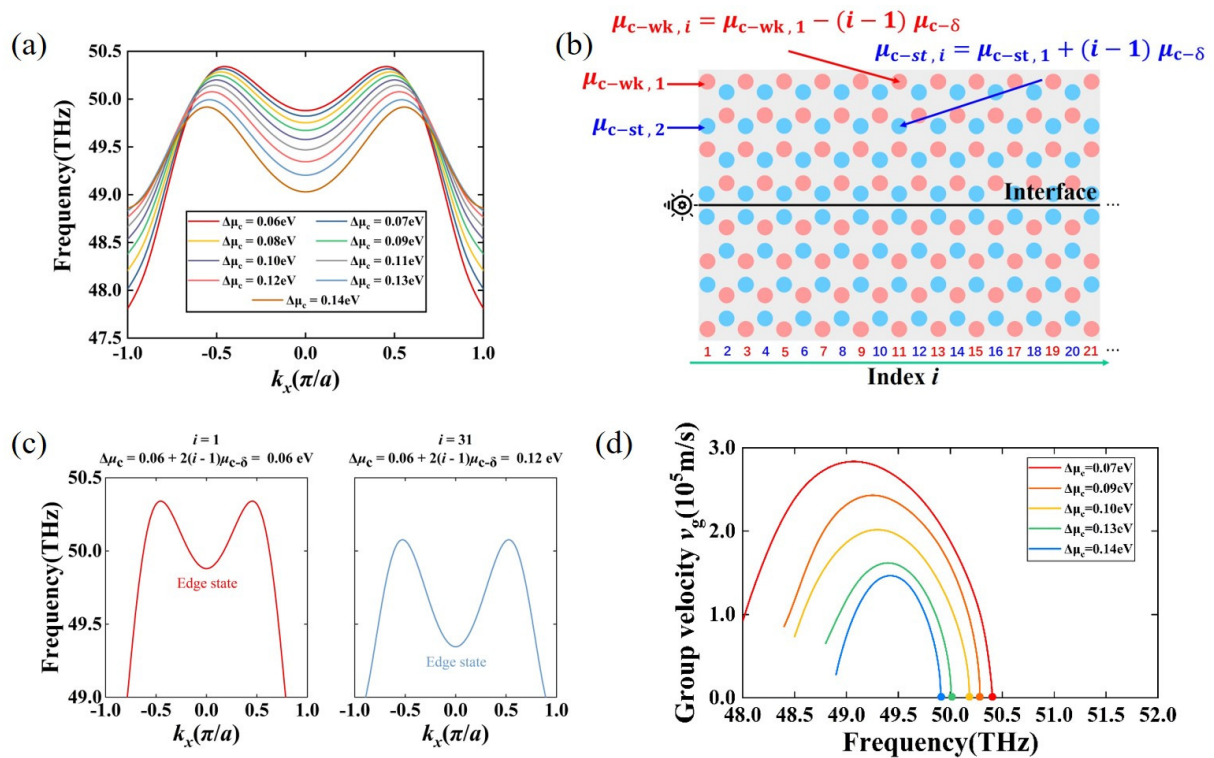 (a)
50.5
50.0
49.5
49.0
48.5
48.0
47.5
Frequency(THz)
Δμc = 0.06eV
Δμc = 0.07eV
Δμc = 0.08eV
Δμc = 0.09eV
Δμc = 0.10eV
Δμc = 0.11eV
Δμc = 0.12eV
Δμc = 0.13eV
Δμc = 0.14eV
-1.0 -0.5 0.0 0.5 1.0
kx(π/a)
(b)
μc−wk,i = μc−wk,1 − (i − 1) μc−δ
μc−st,i = μc−st,1 + (i − 1) μc−δ
μc−wk,1
μc−st,2
Interface
...
1 2 3 4 5 6 7 8 9 10 11 12 13 14 15 16 17 18 19 20 21 ...
Index i
(c)
i = 1
Δμc = 0.06 + 2(i - 1)μc-δ = 0.06 eV
50.5
50.0
49.5
49.0
Frequency(THz)
Edge state
-1.0 -0.5 0.0 0.5 1.0
kx(π/a)
i = 31
Δμc = 0.06 + 2(i - 1)μc-δ = 0.12 eV
Edge state
-1.0 -0.5 0.0 0.5 1.0
kx(π/a)
(d)
Group velocity vg(10⁵m/s)
3.0
2.0
1.0
0.0
Δμc=0.07eV
Δμc=0.09eV
Δμc=0.10eV
Δμc=0.13eV
Δμc=0.14eV
48.0 48.5 49.0 49.5 50.0 50.5 51.0 51.5 52.0
Frequency(THz)